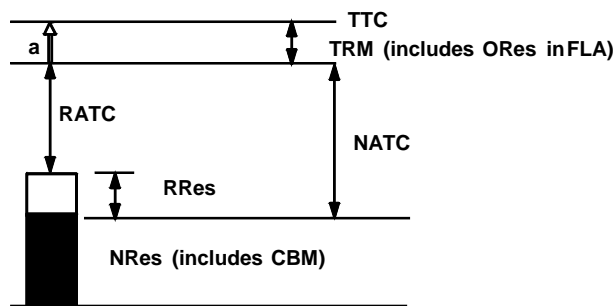 TTC
a
TRM (includes ORes in FLA)
RATC
NATC
RRes
NRes (includes CBM)